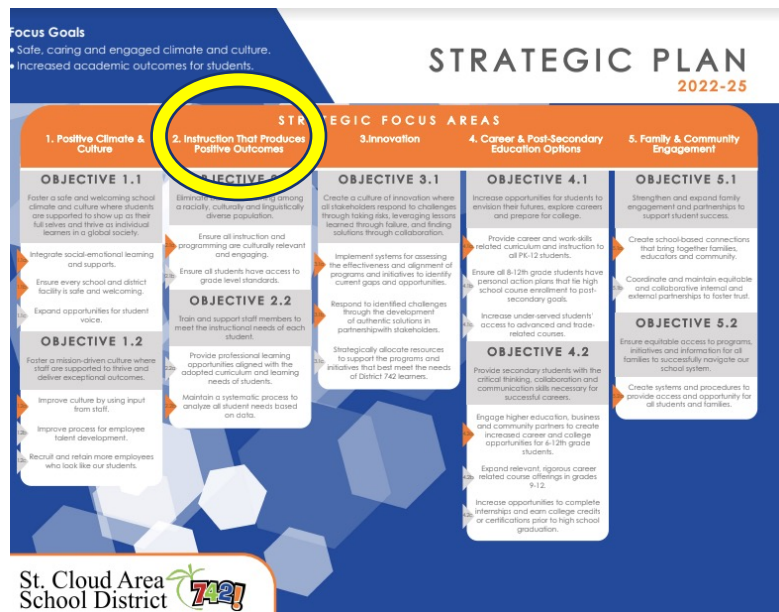 Focus Goals
• Safe, caring and engaged climate and culture.
• Increased academic outcomes for students.
STRATEGIC PLAN
2022-25
STRATEGIC FOCUS AREAS
1. Positive Climate &
Culture
OBJECTIVE 1.1
Foster a safe and welcoming school
climate and culture where students
are supported to show up as their
full selves and thrive as individual
learners in a global society.
Integrate social-emotional learning
and supports.
Ensure every school and district
facility is safe and welcoming.
Expand opportunities for student
voice.
OBJECTIVE 1.2
Foster a mission-driven culture where
staff are supported to thrive and
deliver exceptional outcomes.
Improve culture by using input
from staff.
Improve process for employee
talent development.
Recruit and retain more employees
who look like our students.
2. Instruction That Produces
Positive Outcomes
OBJECTIVE
Eliminate among
a racially, culturally and linguistically
diverse population.
Ensure all instruction and
programming are culturally relevant
and engaging.
Ensure all students have access to
grade level standards.
OBJECTIVE 2.2
Train and support staff members to
meet the instructional needs of each
student.
Provide professional learning
opportunities aligned with the
adopted curriculum and learning
needs of students.
Maintain a systematic process to
analyze all student needs based
on data.
3.Innovation
OBJECTIVE 3.1
Create a culture of innovation where
all stakeholders respond to challenges
through taking risks, leveraging lessons
learned through failure, and finding
solutions through collaboration.
Implement systems for assessing
the effectiveness and alignment of
programs and initiatives to identify
current gaps and opportunities.
Respond to identified challenges
through the development
of authentic solutions in
partnershipwith stakeholders.
Strategically allocate resources
to support the programs and
initiatives that best meet the needs
of District 742 learners.
4. Career & Post-Secondary
Education Options
OBJECTIVE 4.1
Increase opportunities for students to
envision their futures, explore careers
and prepare for college.
Provide career and work-skills
related curriculum and instruction to
all PK-12 students.
Ensure all 8-12th grade students have
personal action plans that tie high
school course enrollment to post-
secondary goals.
Increase under-served students'
access to advanced and trade-
related courses.
OBJECTIVE 4.2
Provide secondary students with the
critical thinking, collaboration and
communication skills necessary for
successful careers.
Engage higher education, business
and community partners to create
increased career and college
opportunities for 6-12th grade
students.
Expand relevant, rigorous career
related course offerings in grades
9-12.
Increase opportunities to complete
internships and earn college credits
or certifications prior to high school
graduation.
5. Family & Community
Engagement
OBJECTIVE 5.1
Strengthen and expand family
engagement and partnerships to
support student success.
Create school-based connections
that bring together families,
educators and community.
Coordinate and maintain equitable
and collaborative internal and
external partnerships to foster trust.
OBJECTIVE 5.2
Ensure equitable access to programs,
initiatives and information for all
families to successfully navigate our
school system.
Create systems and procedures to
provide access and opportunity for
all students and families.
St. Cloud Area
School District
742!